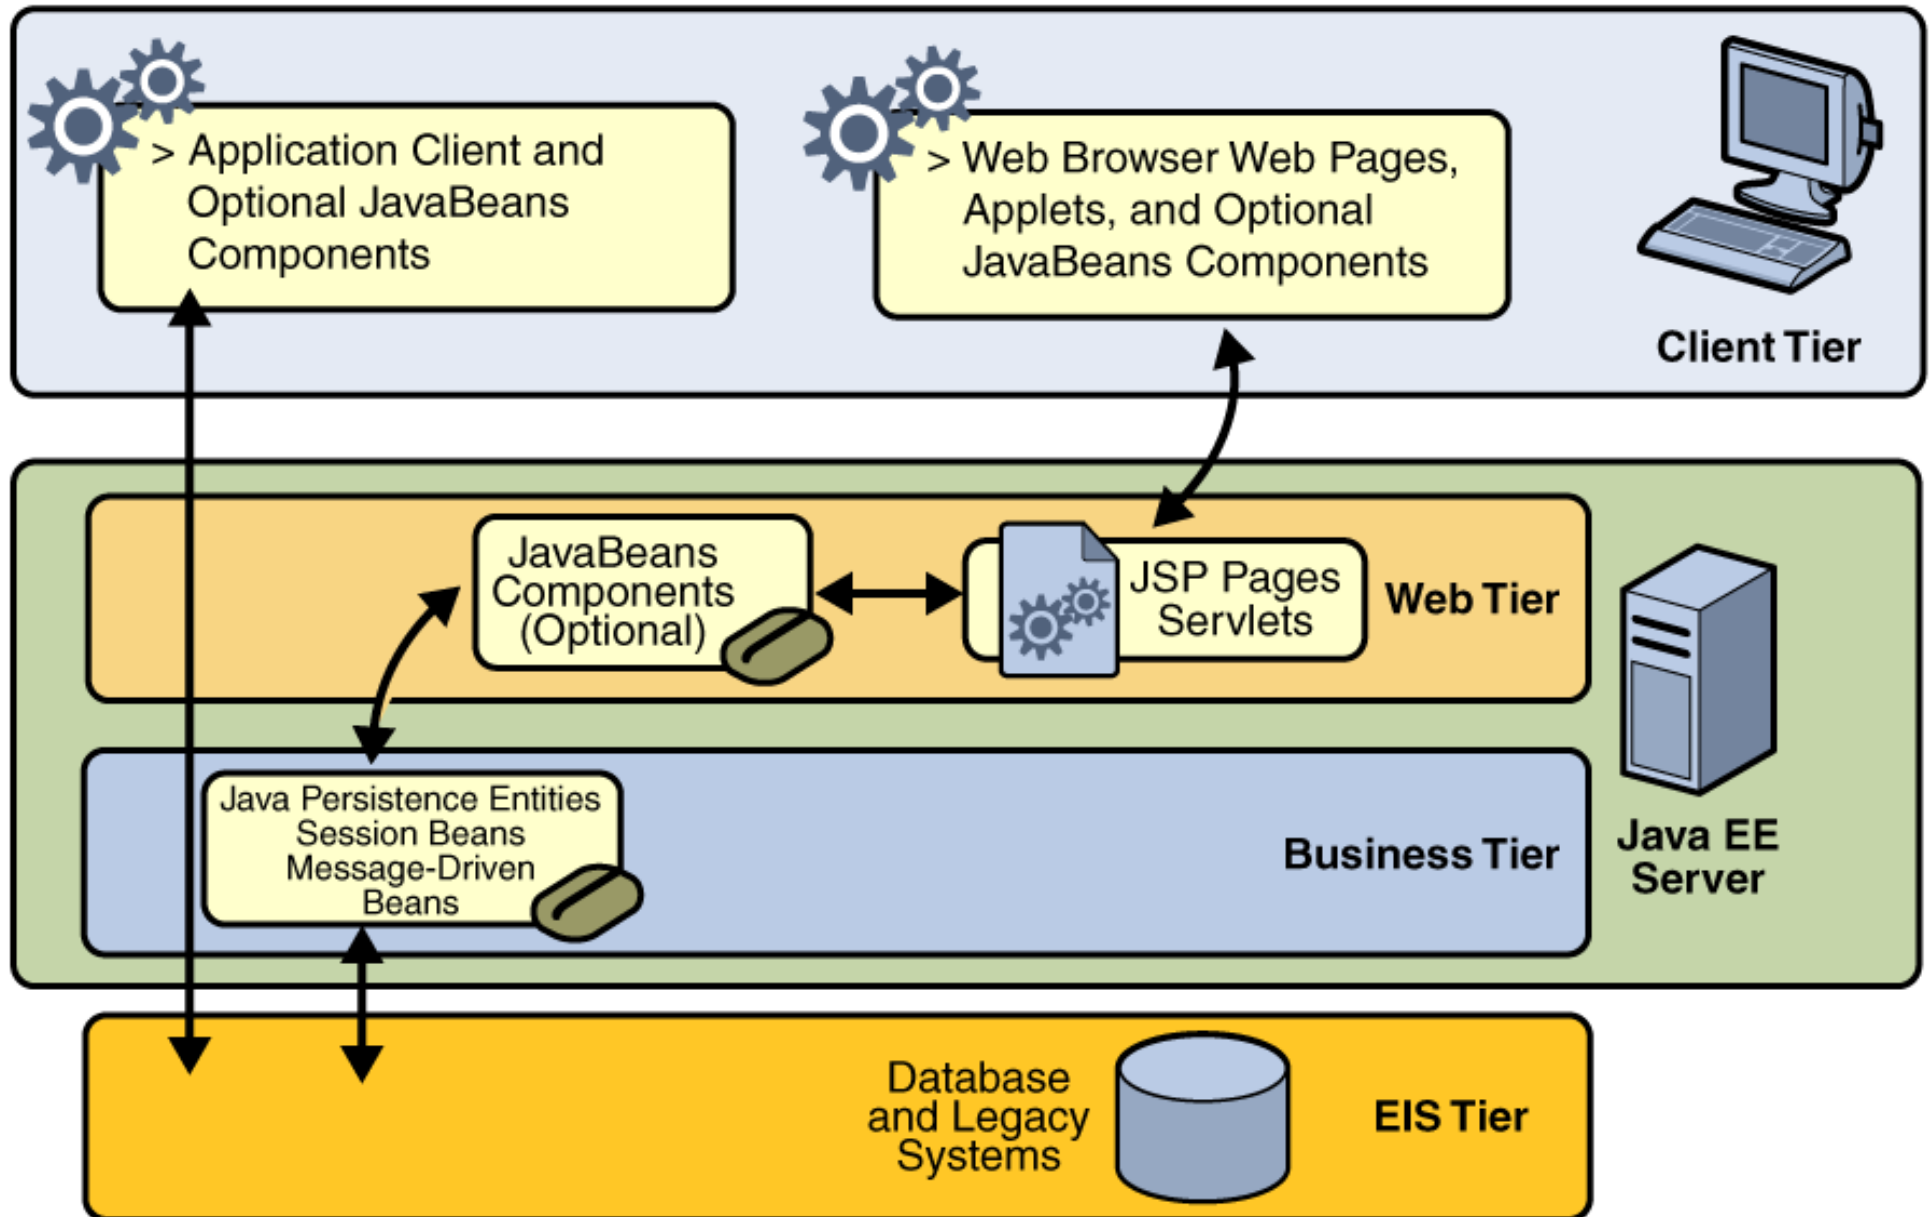 > Application Client and
Optional JavaBeans
Components
> Web Browser Web Pages,
Applets, and Optional
JavaBeans Components
Client Tier
JavaBeans
Components
(Optional)
JSP Pages
Servlets
Web Tier
Java Persistence Entities
Session Beans
Message-Driven
Beans
Business Tier
Java EE
Server
Database
and Legacy
Systems
EIS Tier